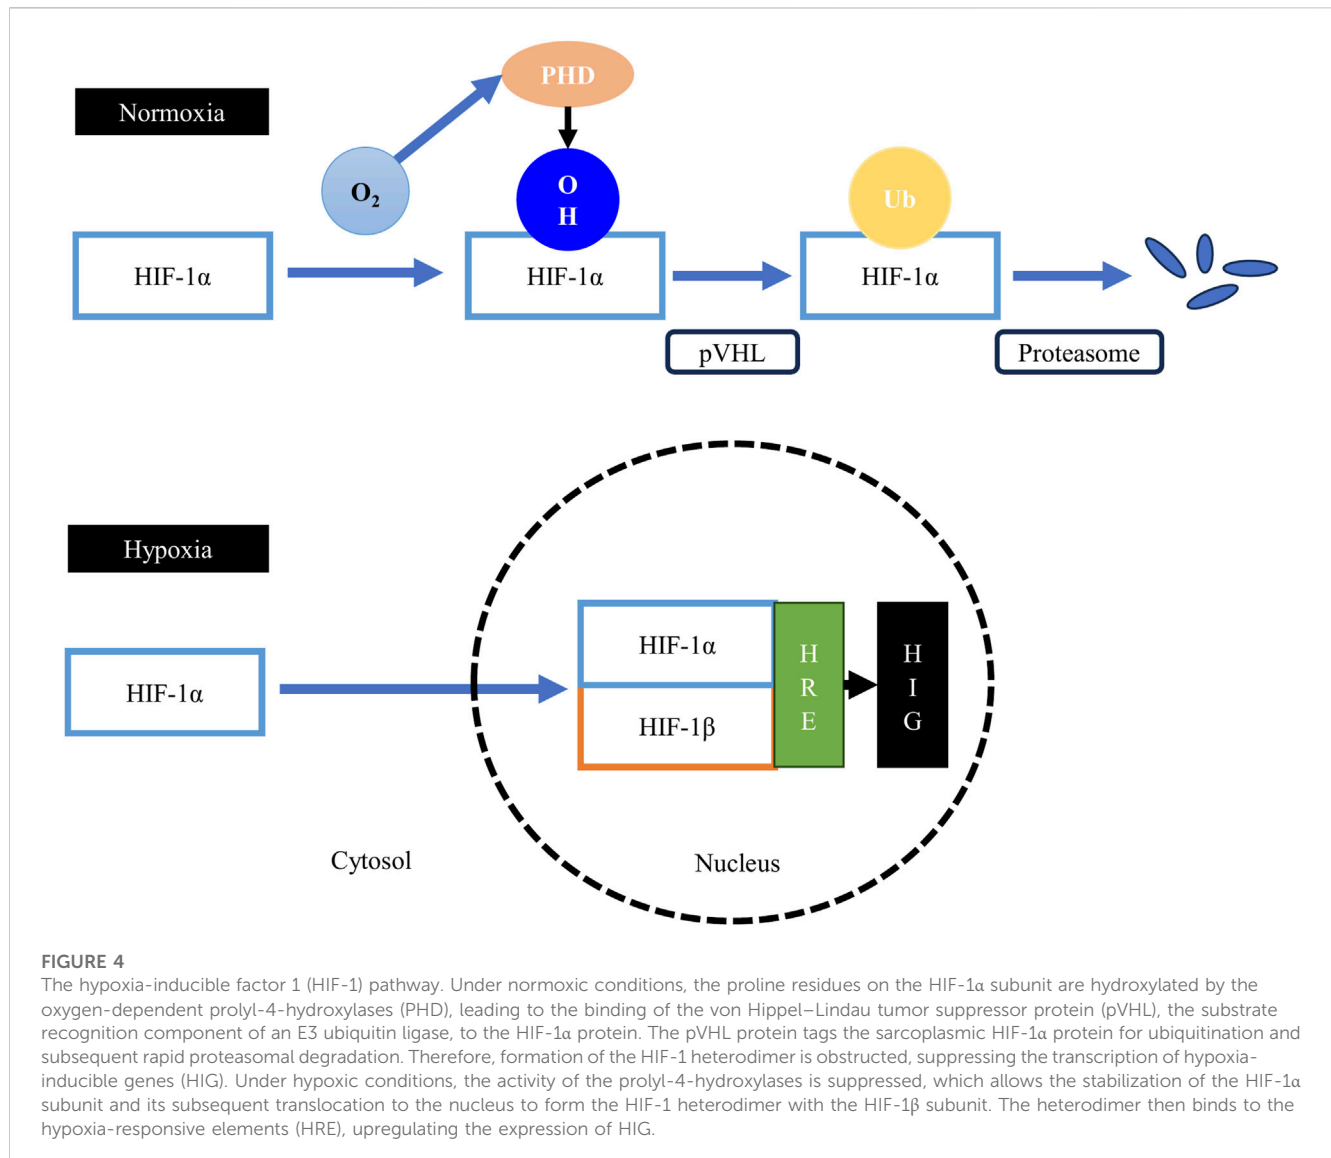 PHD
Normoxia
O₂
O
H
Ub
HIF-1α
HIF-1α
HIF-1α
pVHL
Proteasome
Hypoxia
HIF-1α
HIF-1α
HIF-1β
H
R
E
H
I
G
Cytosol
Nucleus
FIGURE 4
The hypoxia-inducible factor 1 (HIF-1) pathway. Under normoxic conditions, the proline residues on the HIF-1α subunit are hydroxylated by the
oxygen-dependent prolyl-4-hydroxylases (PHD), leading to the binding of the von Hippel–Lindau tumor suppressor protein (pVHL), the substrate
recognition component of an E3 ubiquitin ligase, to the HIF-1α protein. The pVHL protein tags the sarcoplasmic HIF-1α protein for ubiquitination and
subsequent rapid proteasomal degradation. Therefore, formation of the HIF-1 heterodimer is obstructed, suppressing the transcription of hypoxia-
inducible genes (HIG). Under hypoxic conditions, the activity of the prolyl-4-hydroxylases is suppressed, which allows the stabilization of the HIF-1α
subunit and its subsequent translocation to the nucleus to form the HIF-1 heterodimer with the HIF-1β subunit. The heterodimer then binds to the
hypoxia-responsive elements (HRE), upregulating the expression of HIG.